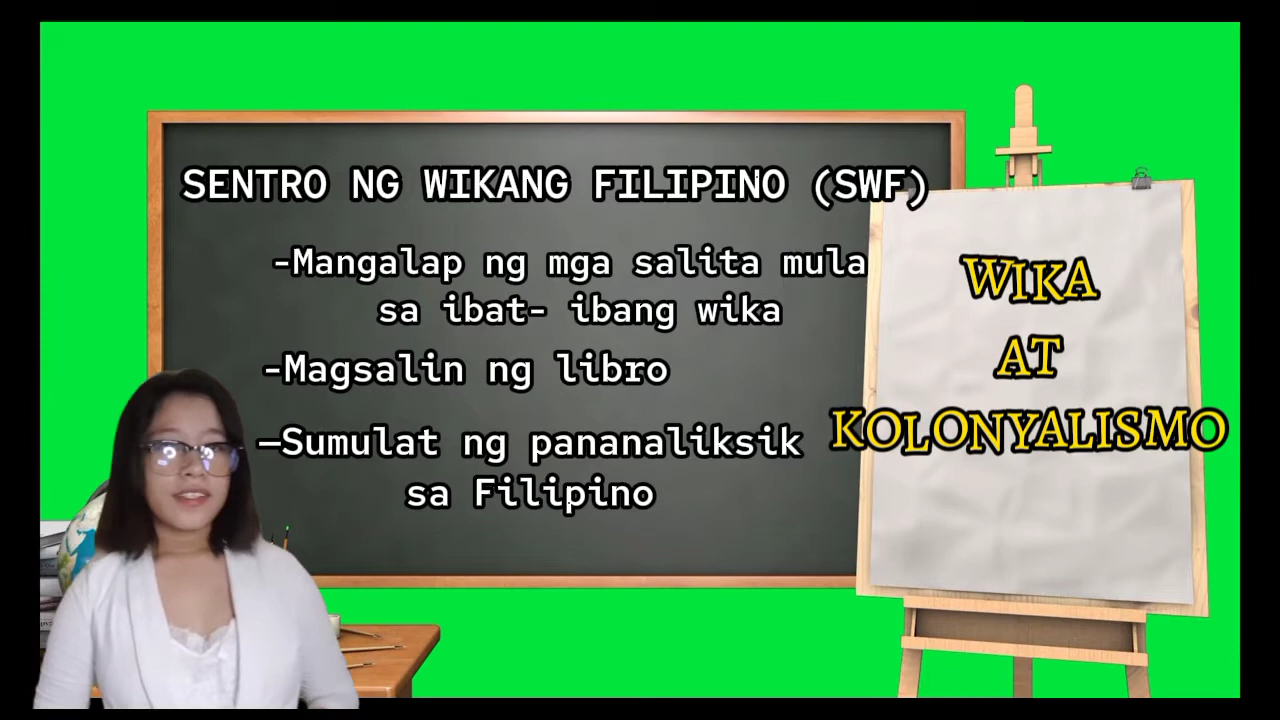 SENTRO NG WIKANG FILIPINO (SWF)
-Mangalap ng mga salita mula
sa ibat- ibang wika
-Magsalin ng libro
—Sumulat ng pananaliksik
sa Filipino
WIKA
AT
KOLONYALISMO